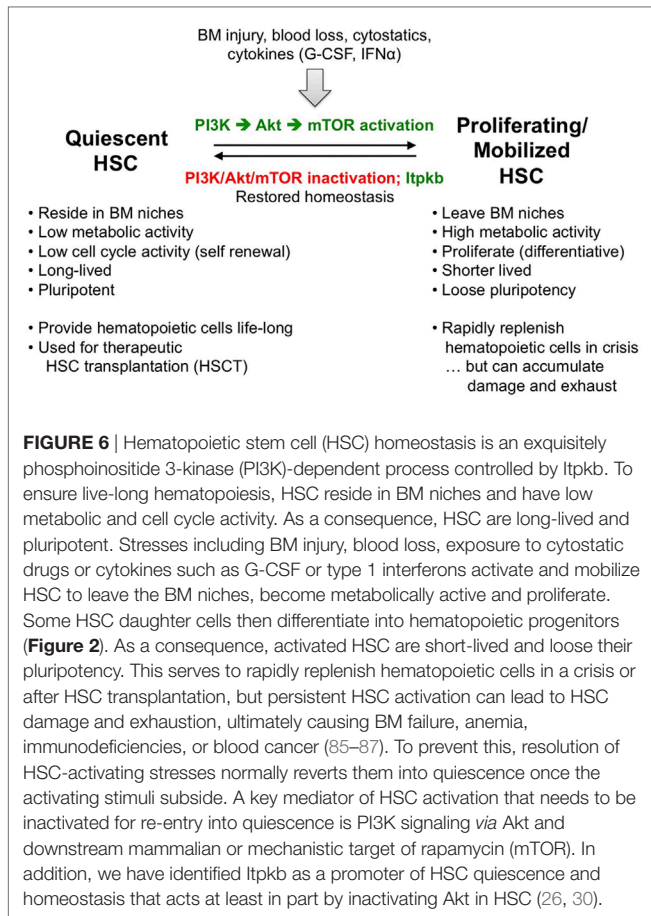 BM injury, blood loss, cytostatics,
cytokines (G-CSF, IFNα)
PI3K ➔ Akt ➔ mTOR activation
Quiescent
HSC
Proliferating/
Mobilized
HSC
PI3K/Akt/mTOR inactivation; Itpkb
Restored homeostasis
• Reside in BM niches
• Low metabolic activity
• Low cell cycle activity (self renewal)
• Long-lived
• Pluripotent
• Provide hematopoietic cells life-long
• Used for therapeutic
HSC transplantation (HSCT)
• Leave BM niches
• High metabolic activity
• Proliferate (differentiative)
• Shorter lived
• Loose pluripotency
• Rapidly replenish
hematopoietic cells in crisis
... but can accumulate
damage and exhaust
FIGURE 6 | Hematopoietic stem cell (HSC) homeostasis is an exquisitely
phosphoinositide 3-kinase (PI3K)-dependent process controlled by Itpkb. To
ensure live-long hematopoiesis, HSC reside in BM niches and have low
metabolic and cell cycle activity. As a consequence, HSC are long-lived and
pluripotent. Stresses including BM injury, blood loss, exposure to cytostatic
drugs or cytokines such as G-CSF or type 1 interferons activate and mobilize
HSC to leave the BM niches, become metabolically active and proliferate.
Some HSC daughter cells then differentiate into hematopoietic progenitors
(Figure 2). As a consequence, activated HSC are short-lived and loose their
pluripotency. This serves to rapidly replenish hematopoietic cells in a crisis or
after HSC transplantation, but persistent HSC activation can lead to HSC
damage and exhaustion, ultimately causing BM failure, anemia,
immunodeficiencies, or blood cancer (85–87). To prevent this, resolution of
HSC-activating stresses normally reverts them into quiescence once the
activating stimuli subside. A key mediator of HSC activation that needs to be
inactivated for re-entry into quiescence is PI3K signaling via Akt and
downstream mammalian or mechanistic target of rapamycin (mTOR). In
addition, we have identified Itpkb as a promoter of HSC quiescence and
homeostasis that acts at least in part by inactivating Akt in HSC (26, 30).